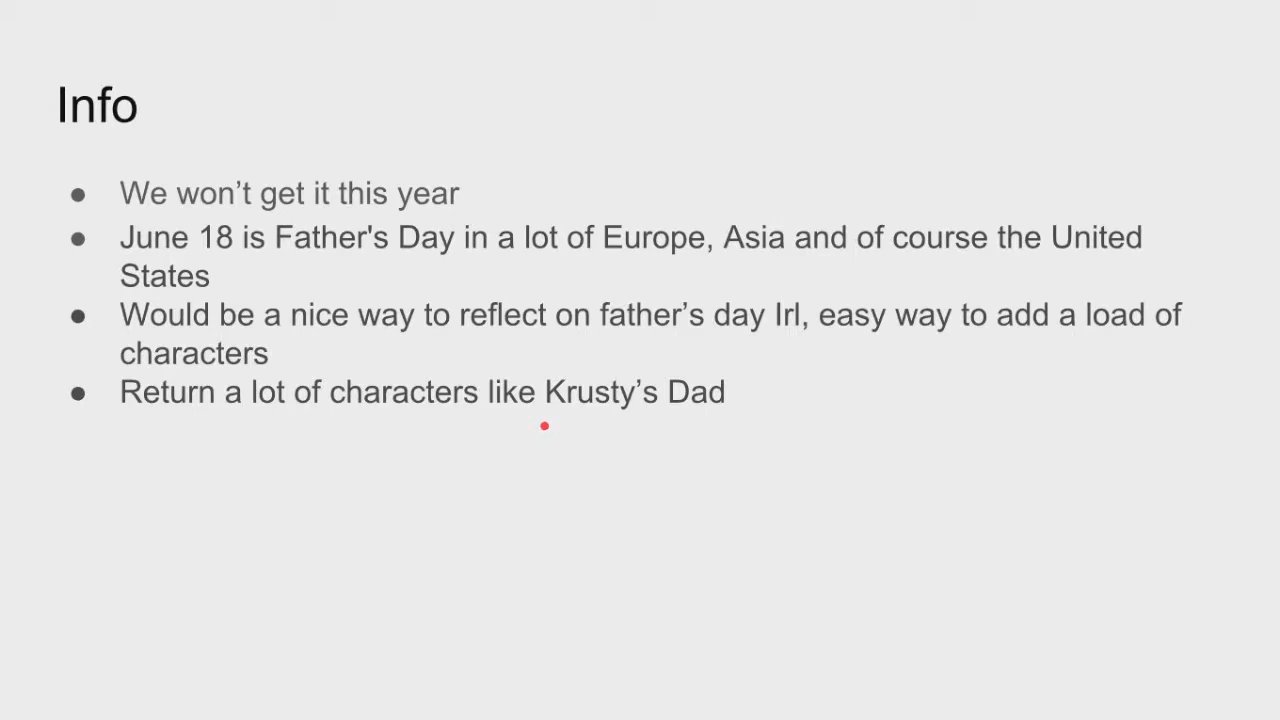 Info
● We won’t get it this year
● June 18 is Father's Day in a lot of Europe, Asia and of course the United
States
● Would be a nice way to reflect on father’s day Irl, easy way to add a load of
characters
● Return a lot of characters like Krusty’s Dad